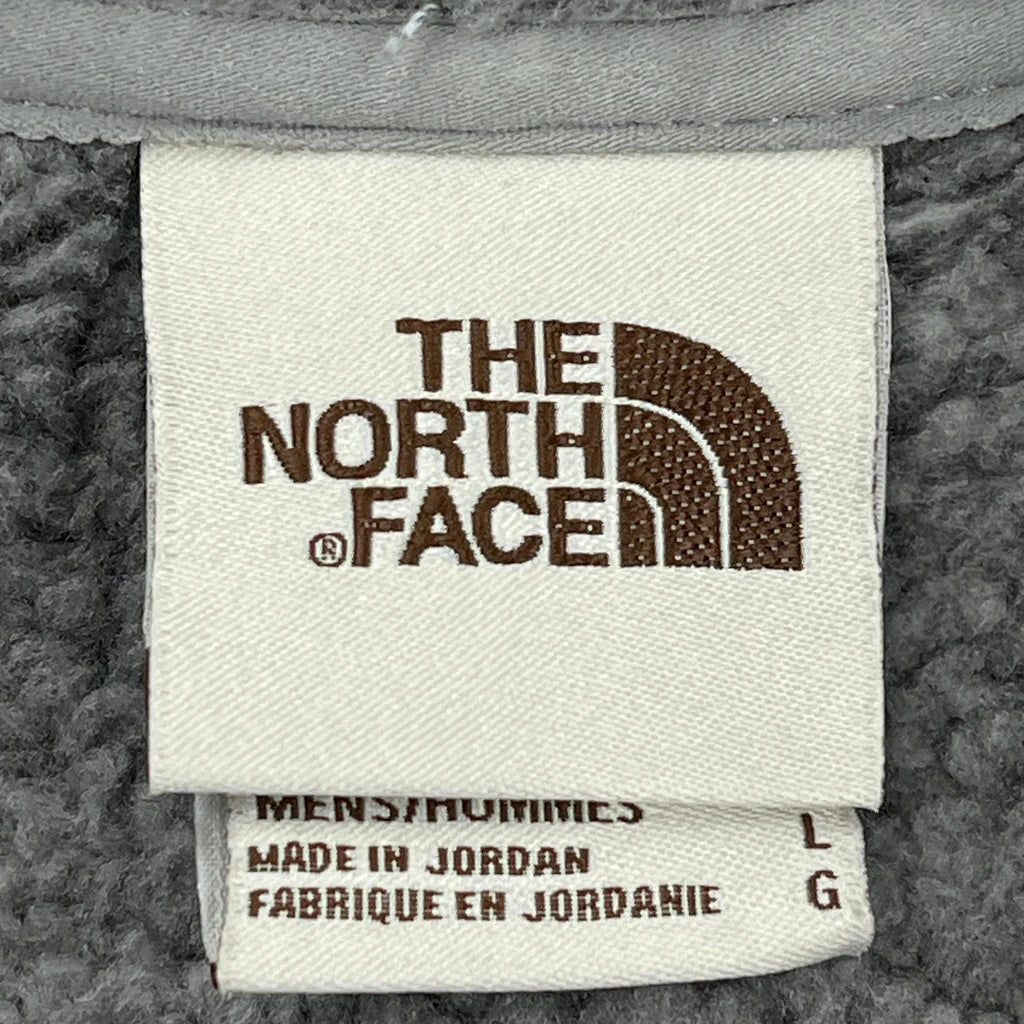 THE
NORTH
®FACE
MENS/HOMMES L
MADE IN JORDAN G
FABRIQUE EN JORDANIE